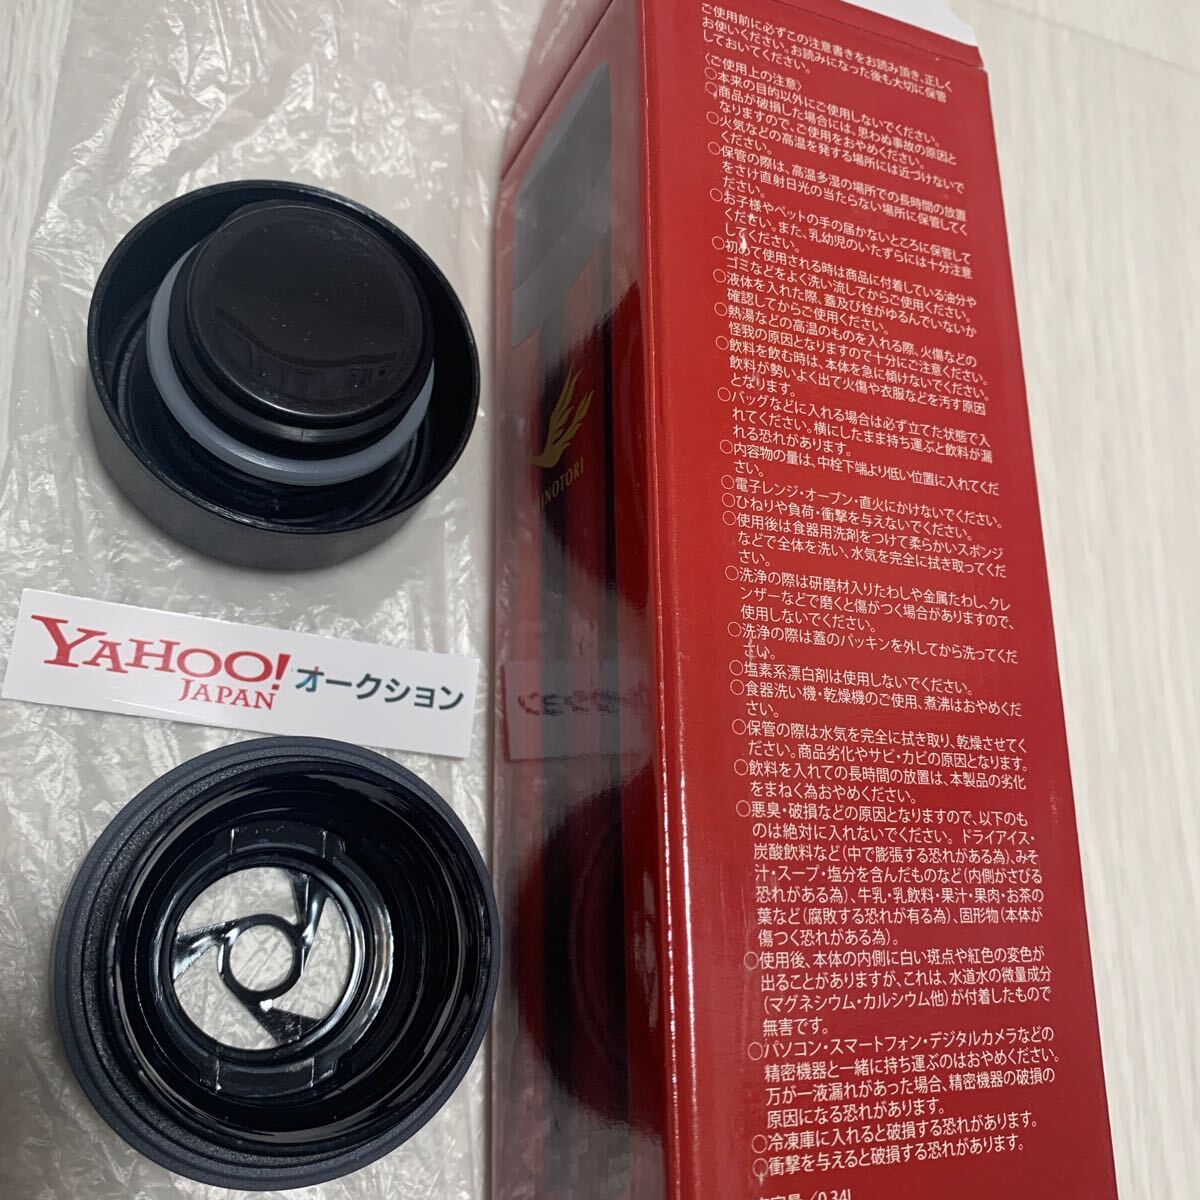 ご使用前に必ずこの注意書きをお読み頂き、正しく
お使いください。お読みになった後も大切に保管
しておいてください。
〈ご使用上の注意〉
○本来の目的以外にご使用しないでください。
○商品が破損した場合には、思わぬ事故の原因と
なりますので、ご使用をおやめください。
○火気などの高温を発する場所には近づけないで
ください。
○保管の際は、高温多湿の場所での長時間の放置
をさけ直射日光の当たらない場所に保管してく
ださい。
○お子様やペットの手の届かないところに保管して
ください。また、乳幼児のいたずらには十分注意
してください。
○初めて使用される時は商品に付着している油分や
ゴミなどをよく洗い流してからご使用ください。
○液体を入れた際、蓋及び栓がゆるんでいないか
確認してからご使用ください。
○熱湯などの高温のものを入れる際、火傷などの
怪我の原因となりますので十分にご注意ください。
○飲料を飲む時は、本体を急に傾けないでください。
飲料が勢いよく出て火傷や衣服などを汚す原因
となります。
○バッグなどに入れる場合は必ず立てた状態で入
れてください。横にしたまま持ち運ぶと飲料が漏
れる恐れがあります。
○内容物の量は、中栓下端より低い位置に入れてくだ
さい。
○電子レンジ・オーブン・直火にかけないでください。
○ひねりや負荷・衝撃を与えないでください。
○使用後は食器用洗剤をつけて柔らかいスポンジ
などで全体を洗い、水気を完全に拭き取ってくだ
さい。
○洗浄の際は研磨材入りたわしや金属たわし、クレ
ンザーなどで磨くと傷がつく場合がありますので、
使用しないでください。
○洗浄の際は蓋のパッキンを外してから洗ってくだ
さい。
○塩素系漂白剤は使用しないでください。
○食器洗い機・乾燥機のご使用、煮沸はおやめくだ
さい。
○保管の際は水気を完全に拭き取り、乾燥させてく
ださい。商品劣化やサビ・カビの原因となります。
○飲料を入れての長時間の放置は、本製品の劣化
をまねく為おやめください。
○悪臭・破損などの原因となりますので、以下のも
のは絶対に入れないでください。ドライアイス・
炭酸飲料など(中で膨張する恐れがある為)、みそ
汁・スープ・塩分を含んだものなど(内側がさびる
恐れがある為)、牛乳・乳飲料・果汁・果肉・お茶の
葉など(腐敗する恐れが有る為)、固形物(本体が
傷つく恐れがある為)。
○使用後、本体の内側に白い斑点や紅色の変色が
出ることがありますが、これは、水道水の微量成分
(マグネシウム・カルシウム他)が付着したもので
無害です。
○パソコン・スマートフォン・デジタルカメラなどの
精密機器と一緒に持ち運ぶのはおやめください。
万が一液漏れがあった場合、精密機器の破損の
原因になる恐れがあります。
○冷凍庫に入れると破損する恐れがあります。
○衝撃を与えると破損する恐れがあります。
INOTORI
YAHOO!
JAPAN オークション